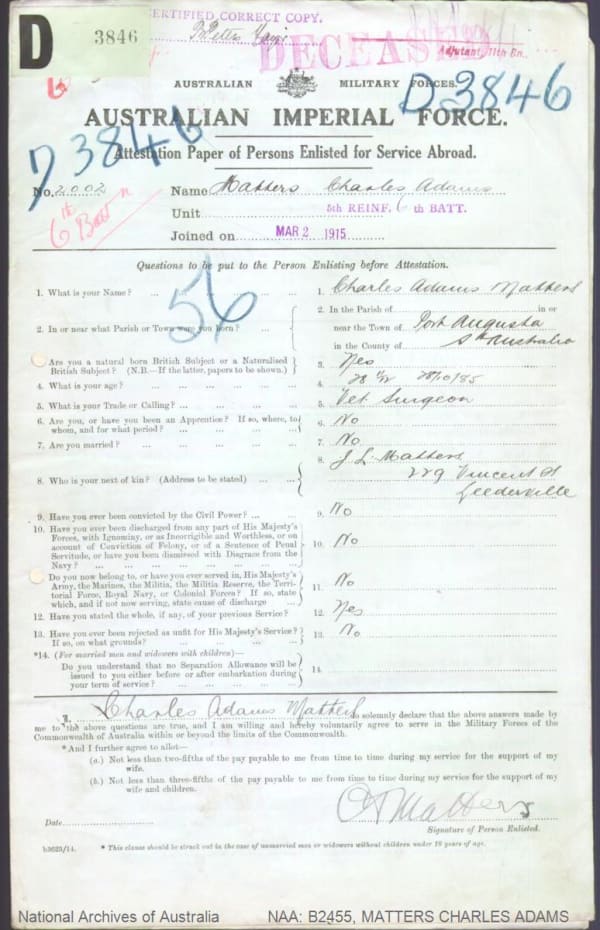 CERTIFIED CORRECT COPY.
D 3846
DECEASED
Adjutant, 11th Bn.
AUSTRALIAN MILITARY FORCES.
D3846
AUSTRALIAN IMPERIAL FORCE.
D3846
Attestation Paper of Persons Enlisted for Service Abroad.
No. 2002 Name Matters Charles Adams
6th Batt n
Unit 5th REINF. 6 th BATT.
Joined on MAR 2 1915
Questions to be put to the Person Enlisting before Attestation.
56
1. What is your Name? ... ... ... ... 1. Charles Adams Matters
2. In or near what Parish or Town were you born? ... 2. In the Parish of in or
near the Town of Port Augusta
in the County of Sth Australia
3. Are you a natural born British Subject or a Naturalised British Subject? (N.B.—If the latter, papers to be shown.) 3. Yes
4. What is your age? ... ... ... ... 4. 28/10/85
5. What is your Trade or Calling? ... ... ... ... 5. Vet. Surgeon
6. Are you, or have you been an Apprentice? If so, where, to
whom, and for what period? ... ... ... 6. No
7. Are you married? ... ... ... ... 7. No
8. Who is your next of kin? (Address to be stated) ... ... 8. J L Matters
229 Vincent St
Leederville
9. Have you ever been convicted by the Civil Power? ... 9. No
10. Have you ever been discharged from any part of His Majesty's
Forces, with Ignominy, or as Incorrigible and Worthless, or on
account of Conviction of Felony, or of a Sentence of Penal
Servitude, or have you been dismissed with Disgrace from the
Navy? ... ... ... ... ... 10. No
Do you now belong to, or have you ever served in, His Majesty's
Army, the Marines, the Militia, the Militia Reserve, the Terri-
torial Force, Royal Navy, or Colonial Forces? If so, state
which, and if not now serving, state cause of discharge ... 11. No
12. Have you stated the whole, if any, of your previous Service? 12. Yes
13. Have you ever been rejected as unfit for His Majesty's Service?
If so, on what grounds? ... ... ... 13. No
*14. (For married men and widowers with children)—
Do you understand that no Separation Allowance will be
issued to you either before or after embarkation during
your term of service? ... ... ... ... 14.
I, Charles Adams Matters do solemnly declare that the above answers made by
me to the above questions are true, and I am willing and hereby voluntarily agree to serve in the Military Forces of the
Commonwealth of Australia within or beyond the limits of the Commonwealth.
* And I further agree to allot—
(a.) Not less than two-fifths of the pay payable to me from time to time during my service for the support of my
wife.
(b.) Not less than three-fifths of the pay payable to me from time to time during my service for the support of my
wife and children.
C A Matters
Date
Signature of Person Enlisted.
b3623/14. * This clause should be struck out in the case of unmarried men or widowers without children under 18 years of age.
National Archives of Australia NAA: B2455, MATTERS CHARLES ADAMS